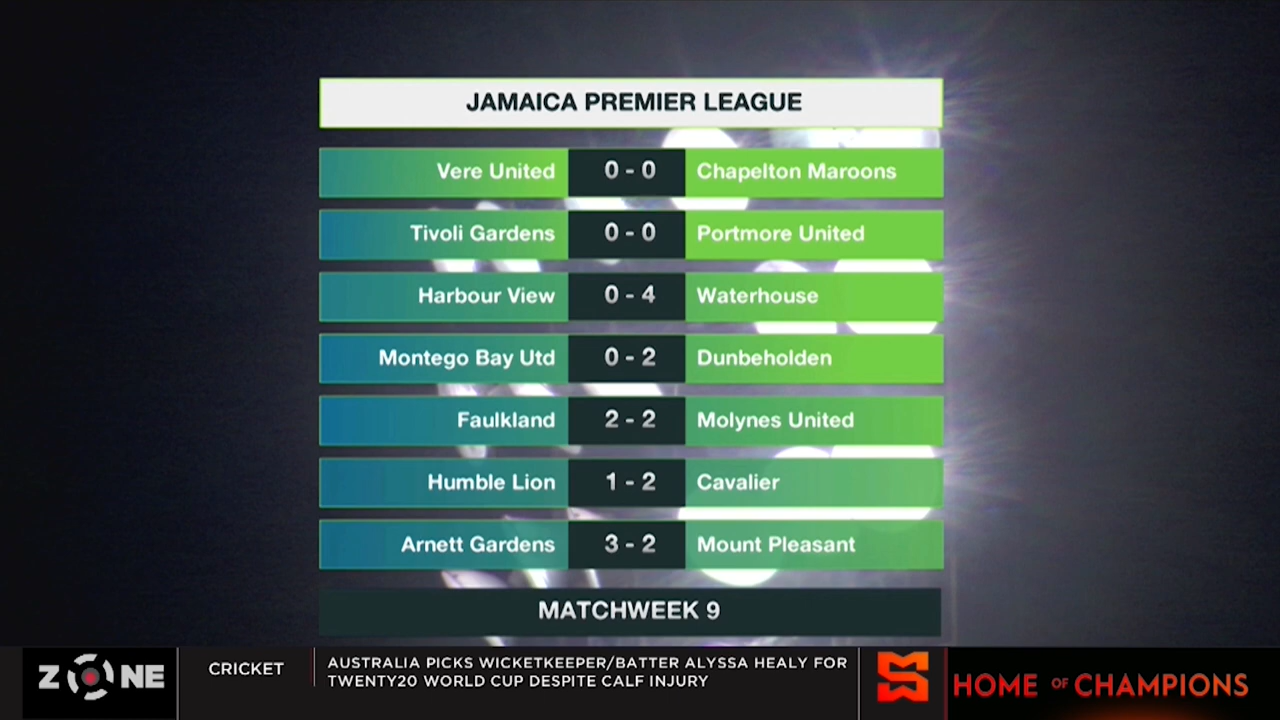 JAMAICA PREMIER LEAGUE
Vere United 0 - 0 Chapelton Maroons
Tivoli Gardens 0 - 0 Portmore United
Harbour View 0 - 4 Waterhouse
Montego Bay Utd 0 - 2 Dunbeholden
Faulkland 2 - 2 Molynes United
Humble Lion 1 - 2 Cavalier
Arnett Gardens 3 - 2 Mount Pleasant
MATCHWEEK 9
ZONE
CRICKET
AUSTRALIA PICKS WICKETKEEPER/BATTER ALYSSA HEALY FOR
TWENTY20 WORLD CUP DESPITE CALF INJURY
HOME OF CHAMPIONS